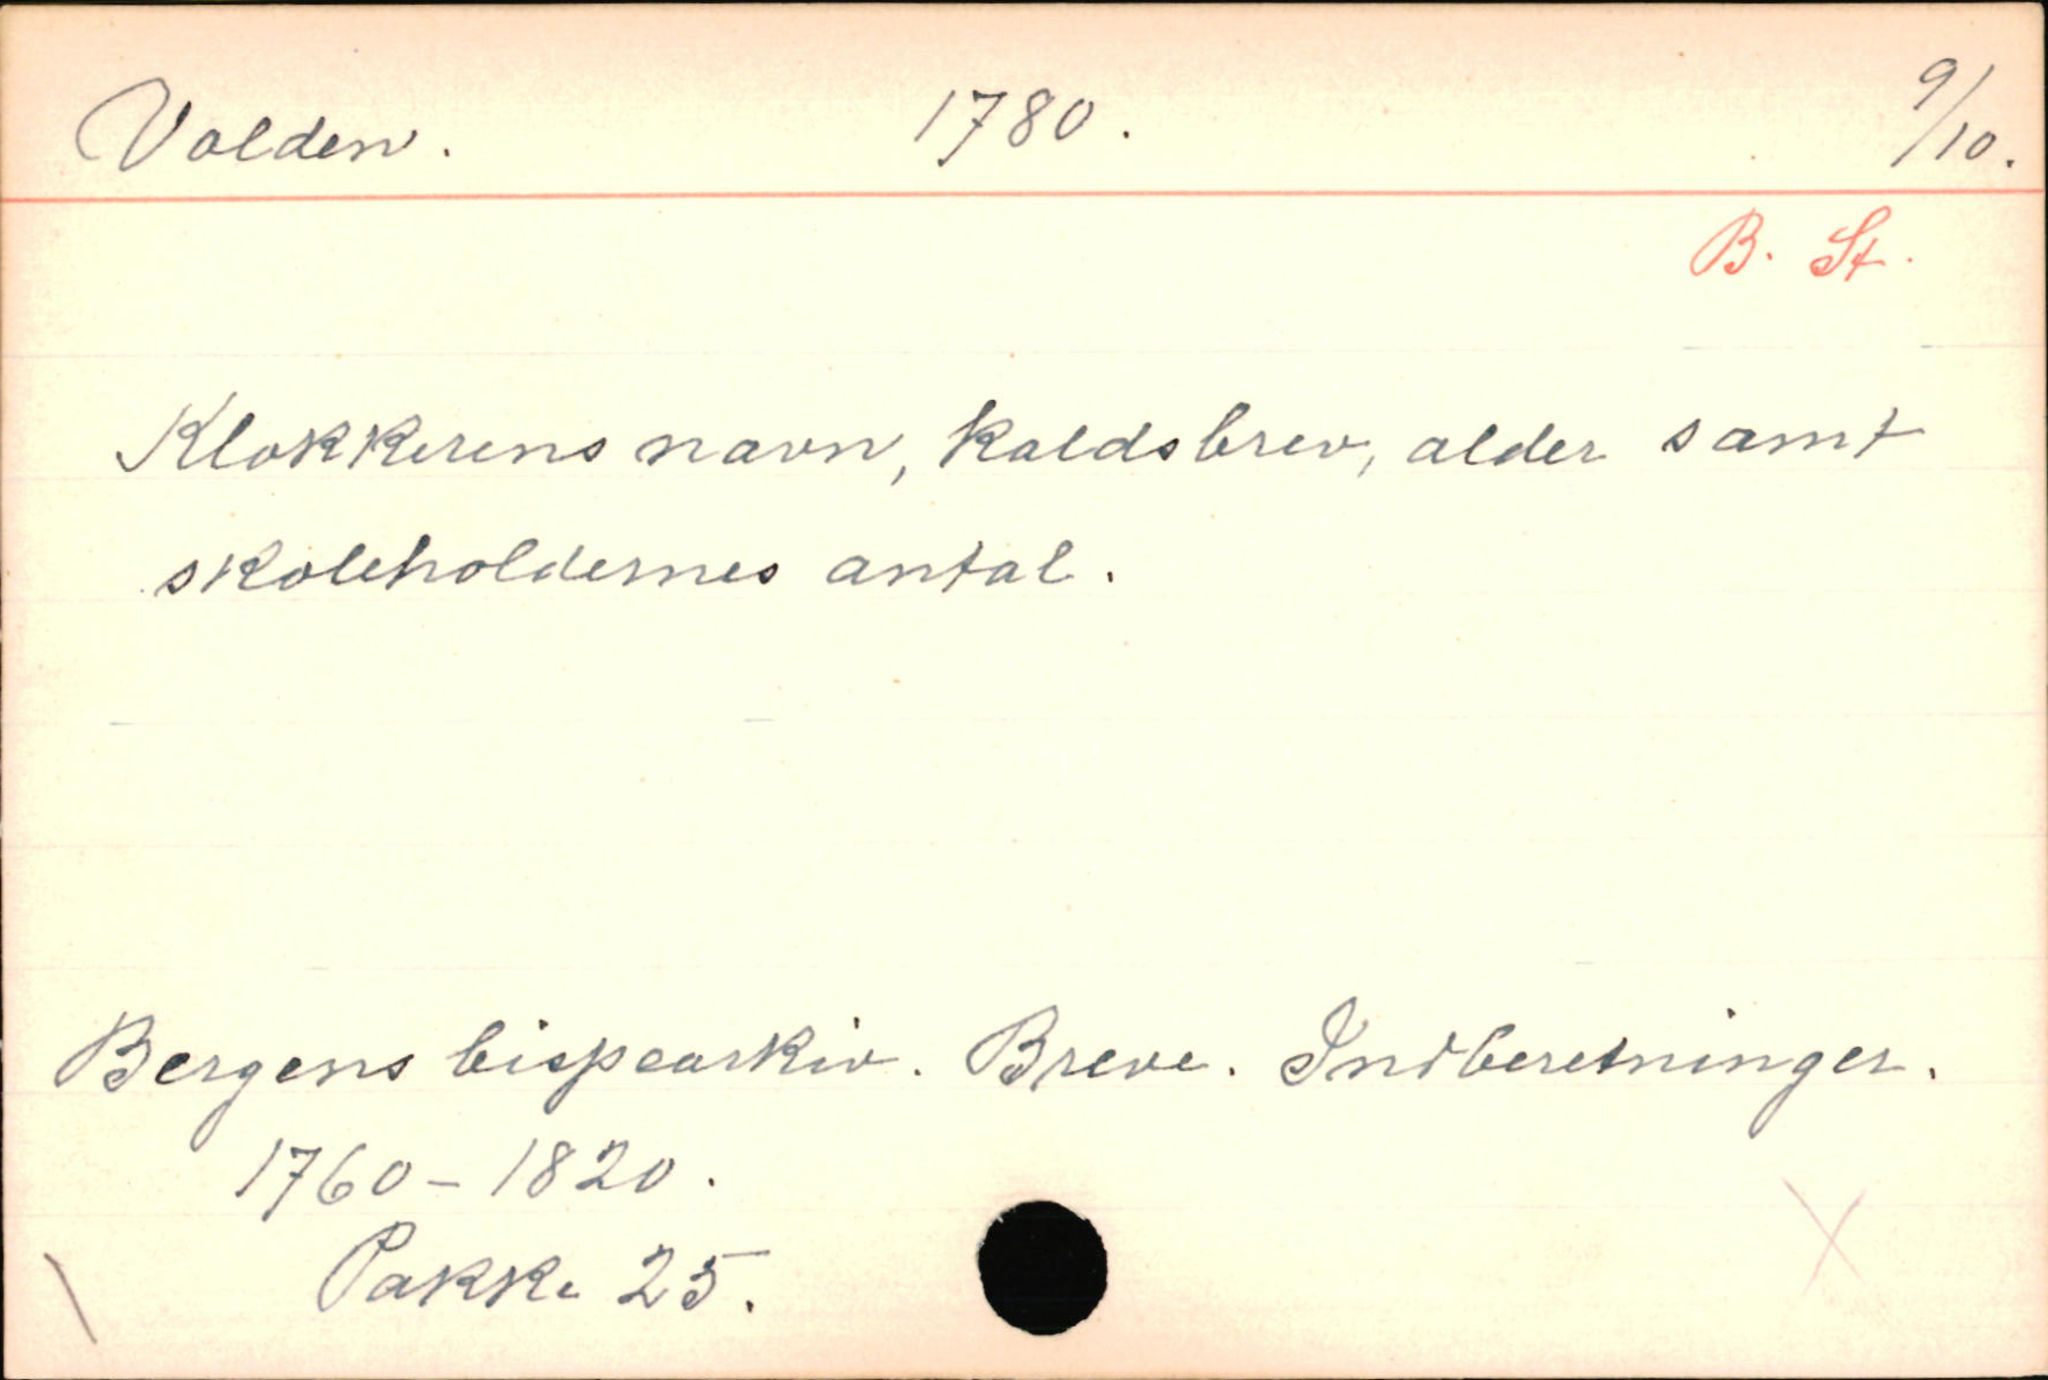 Volden. 1780. 9/10.
B. St.
Klokkerens navn, kaldsbrev, alder samt
skoleholdernes antal.
Bergens bispearkiv. Breve. Indberetninger.
1760-1820.
Pakke 25.